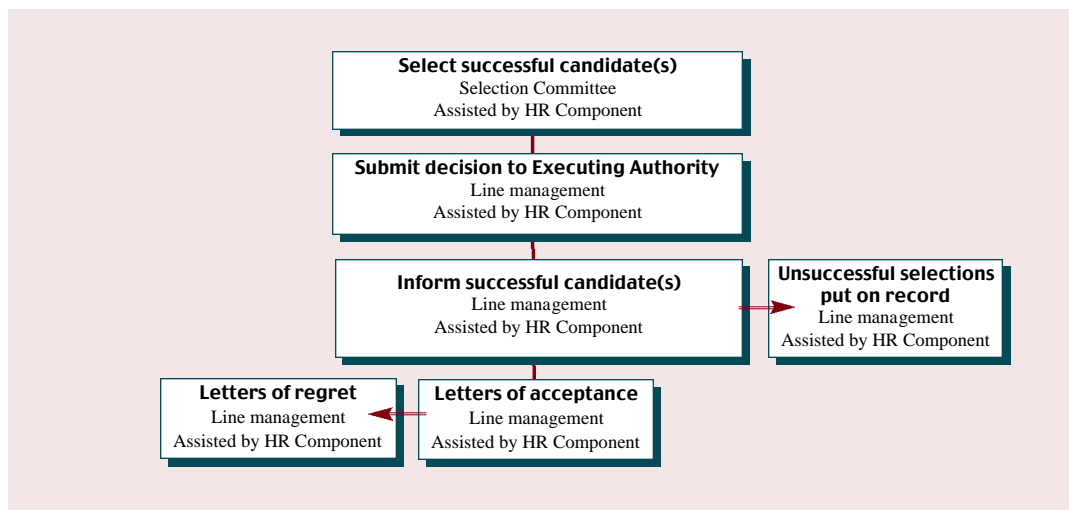 Select successful candidate(s)
Selection Committee
Assisted by HR Component
Submit decision to Executing Authority
Line management
Assisted by HR Component
Inform successful candidate(s)
Line management
Assisted by HR Component
Unsuccessful selections
put on record
Line management
Assisted by HR Component
Letters of regret
Line management
Assisted by HR Component
Letters of acceptance
Line management
Assisted by HR Component